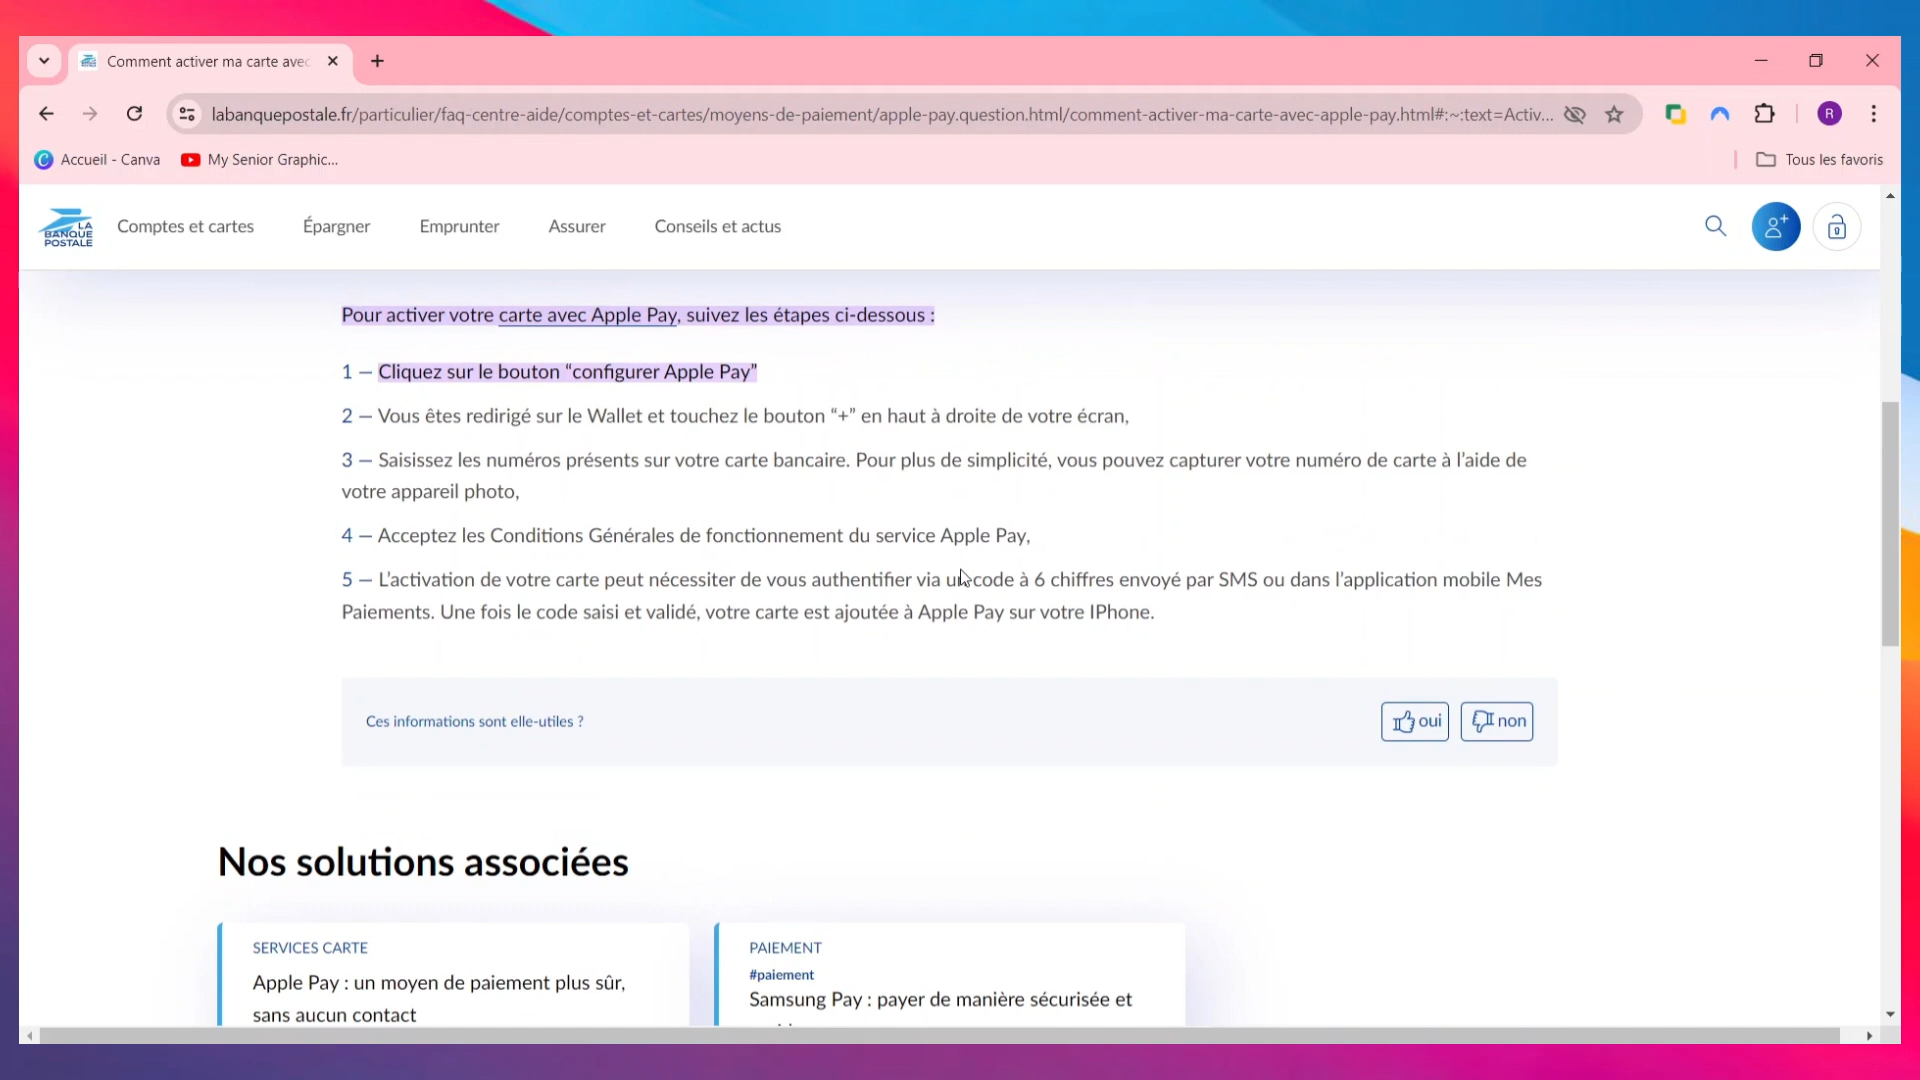 Comment activer ma carte avec
labanquepostale.fr/particulier/faq-centre-aide/comptes-et-cartes/moyens-de-paiement/apple-pay.question.html/comment-activer-ma-carte-avec-apple-pay.html#:~:text=Activ...
R
Accueil - Canva
My Senior Graphic...
Tous les favoris
LA
BANQUE
POSTALE
Comptes et cartes
Épargner
Emprunter
Assurer
Conseils et actus
Pour activer votre carte avec Apple Pay, suivez les étapes ci-dessous :
1 — Cliquez sur le bouton “configurer Apple Pay”
2 — Vous êtes redirigé sur le Wallet et touchez le bouton “+” en haut à droite de votre écran,
3 — Saisissez les numéros présents sur votre carte bancaire. Pour plus de simplicité, vous pouvez capturer votre numéro de carte à l’aide de
votre appareil photo,
4 — Acceptez les Conditions Générales de fonctionnement du service Apple Pay,
5 — L’activation de votre carte peut nécessiter de vous authentifier via un code à 6 chiffres envoyé par SMS ou dans l’application mobile Mes
Paiements. Une fois le code saisi et validé, votre carte est ajoutée à Apple Pay sur votre IPhone.
Ces informations sont elle-utiles ?
oui
non
Nos solutions associées
SERVICES CARTE
Apple Pay : un moyen de paiement plus sûr,
sans aucun contact
PAIEMENT
#paiement
Samsung Pay : payer de manière sécurisée et